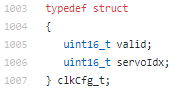 1003 typedef struct
1004 {
1005 uint16_t valid;
1006 uint16_t servoIdx;
1007 } clkCfg_t;